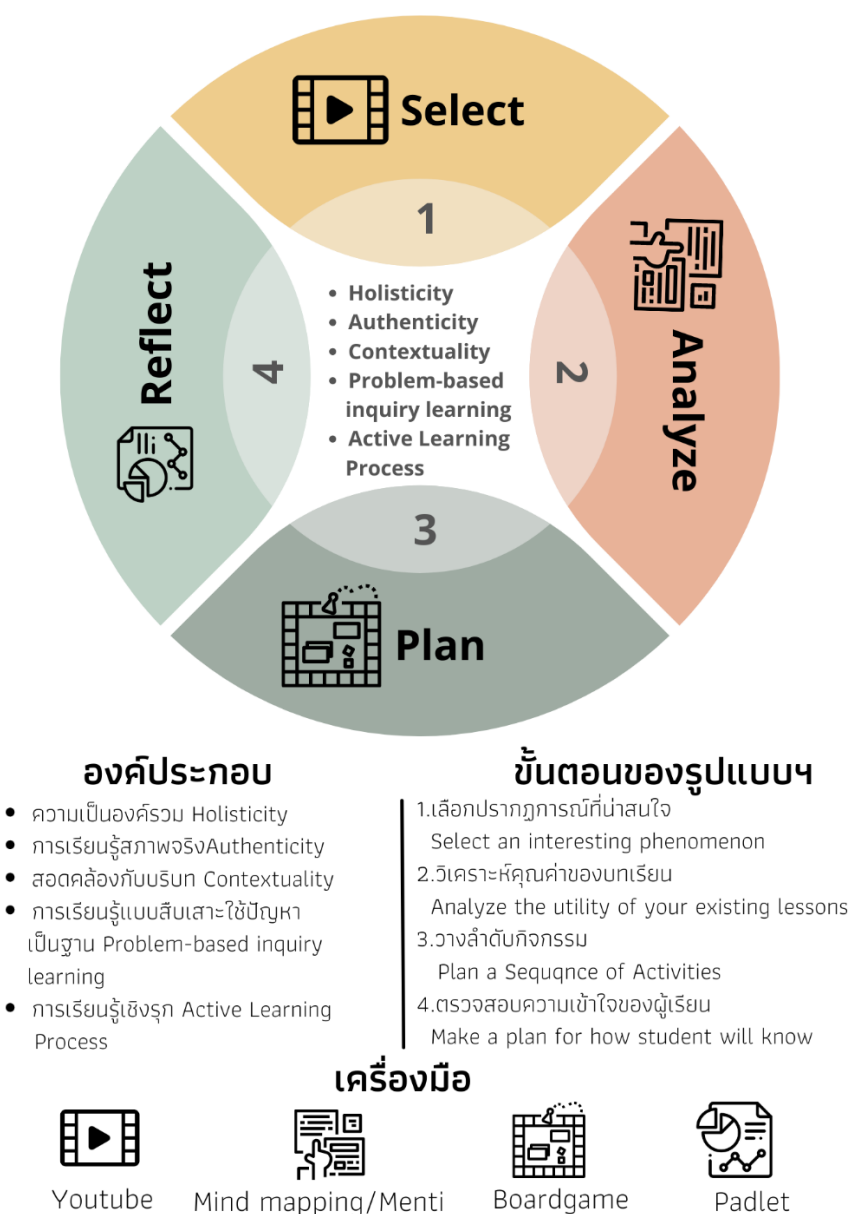 Select
1
Analyze
2
Plan
3
Reflect
4
• Holisticity
• Authenticity
• Contextuality
• Problem-based
inquiry learning
• Active Learning
Process
องค์ประกอบ
• ความเป็นองค์รวม Holisticity
• การเรียนรู้สภาพจริงAuthenticity
• สอดคล้องกับบริบท Contextuality
• การเรียนรู้แบบสืบเสาะใช้ปัญหา
เป็นฐาน Problem-based inquiry
learning
• การเรียนรู้เชิงรุก Active Learning
Process
ขั้นตอนของรูปแบบฯ
1.เลือกปรากฏการณ์ที่น่าสนใจ
Select an interesting phenomenon
2.วิเคราะห์คุณค่าของบทเรียน
Analyze the utility of your existing lessons
3.วางลำดับกิจกรรม
Plan a Sequqnce of Activities
4.ตรวจสอบความเข้าใจของผู้เรียน
Make a plan for how student will know
เครื่องมือ
Youtube
Mind mapping/Menti
Boardgame
Padlet